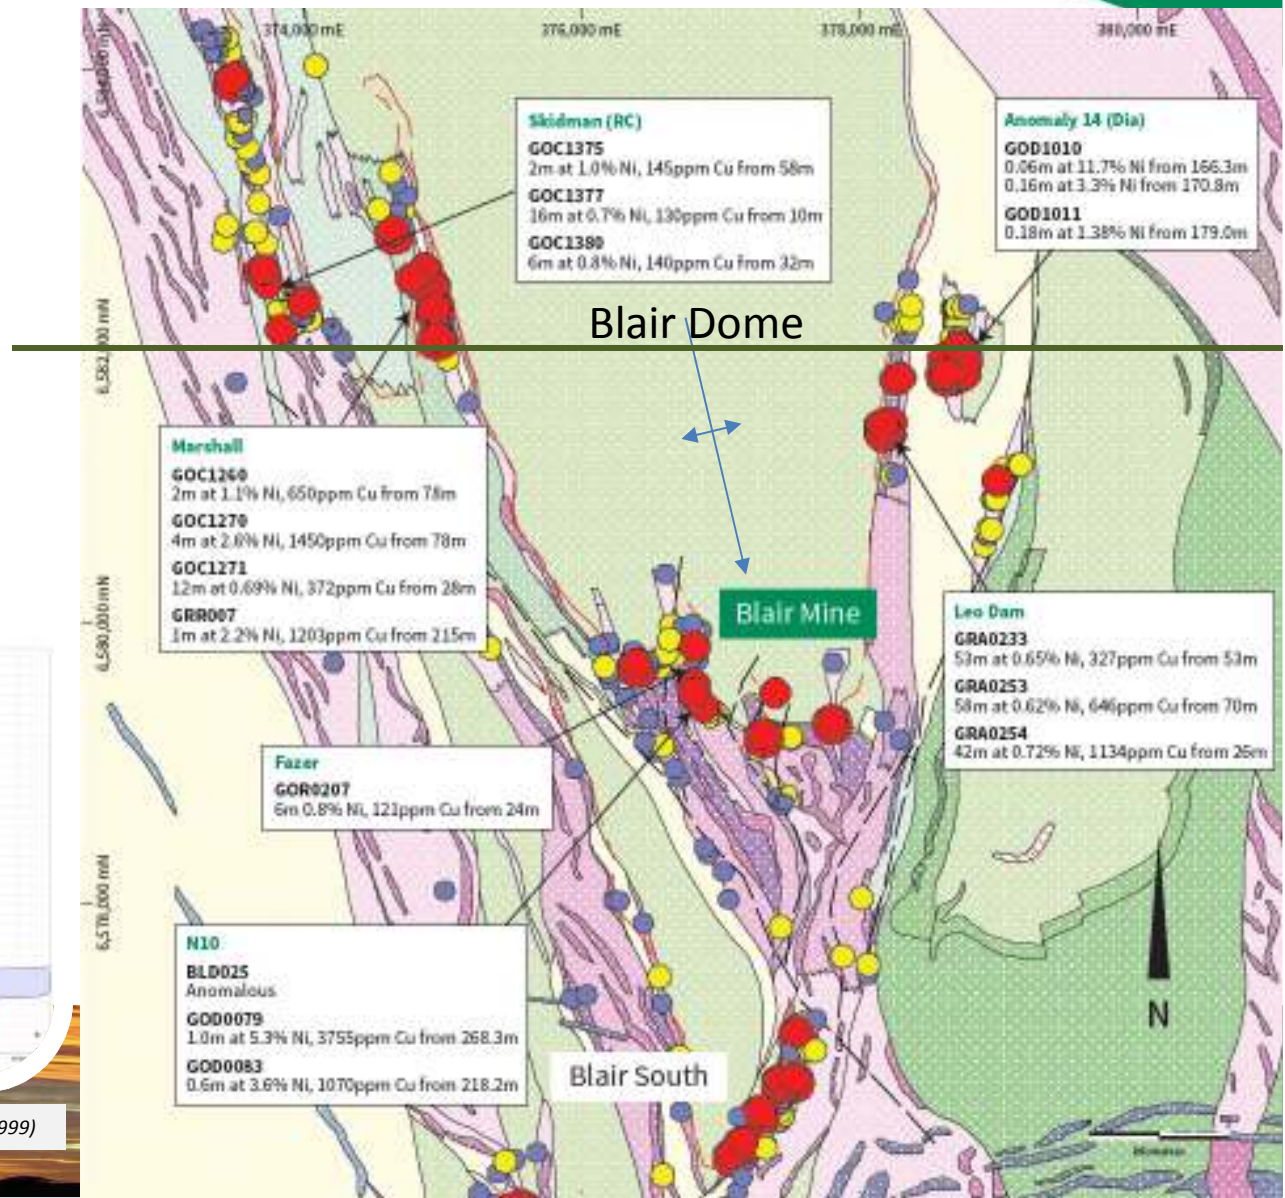 374,000 mE
376,000 mE
378,000 mE
380,000 mE
Skidman (RC)
GOC1375
2m at 1.0% Ni, 145ppm Cu from 58m
GOC1377
16m at 0.7% Ni, 130ppm Cu from 10m
GOC1380
6m at 0.8% Ni, 140ppm Cu from 32m
Anomaly 14 (Dia)
GOD1010
0.06m at 11.7% Ni from 166.3m
0.16m at 3.3% Ni from 170.8m
GOD1011
0.18m at 1.38% Ni from 179.0m
Blair Dome
Marshall
GOC1260
2m at 1.1% Ni, 650ppm Cu from 78m
GOC1270
4m at 2.6% Ni, 1450ppm Cu from 78m
GOC1271
12m at 0.69% Ni, 372ppm Cu from 28m
GRR007
1m at 2.2% Ni, 1203ppm Cu from 215m
6,580,000 mN
Blair Mine
Leo Dam
GRA0233
53m at 0.65% Ni, 327ppm Cu from 53m
GRA0253
58m at 0.62% Ni, 646ppm Cu from 70m
GRA0254
42m at 0.72% Ni, 1134ppm Cu from 26m
Fazer
GOR0207
6m 0.8% Ni, 121ppm Cu from 24m
6,578,000 mN
N10
BLD025
Anomalous
GOD0079
1.0m at 5.3% Ni, 3755ppm Cu from 268.3m
GOD0083
0.6m at 3.6% Ni, 1070ppm Cu from 218.2m
N
Blair South
999)